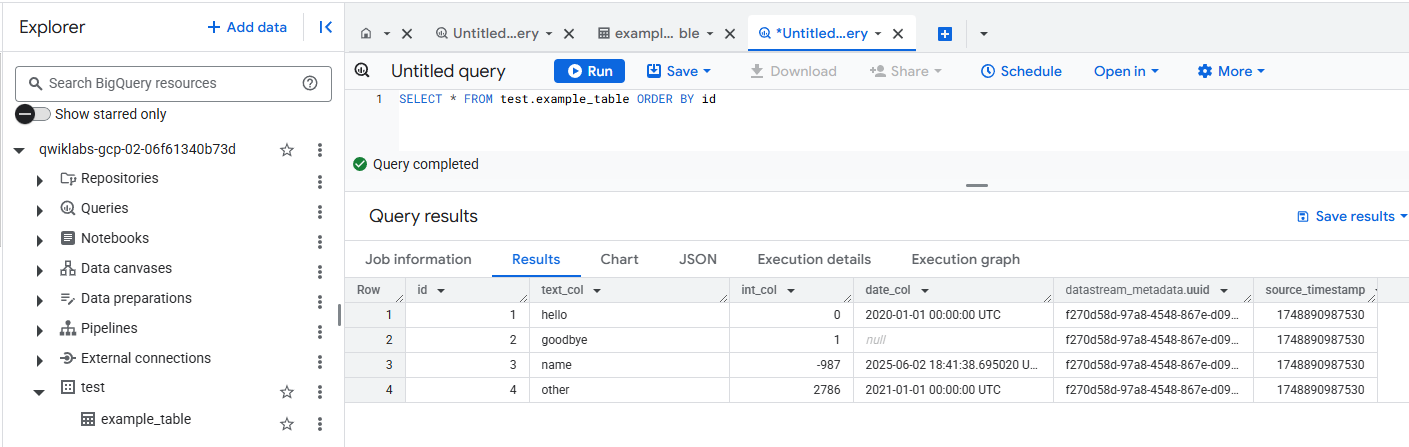 Explorer
+ Add data
Search BigQuery resources
Show starred only
qwiklabs-gcp-02-06f61340b73d
Repositories
Queries
Notebooks
Data canvases
Data preparations
Pipelines
External connections
test
example_table
Untitled...ery
exampl... ble
*Untitled...ery
Untitled query Run Save Download Share Schedule Open in More
1 SELECT * FROM test.example_table ORDER BY id
Query completed
Query results Save results
Job information Results Chart JSON Execution details Execution graph
Row id text_col int_col date_col datastream_metadata.uuid source_timestamp
1 1 hello 0 2020-01-01 00:00:00 UTC f270d58d-97a8-4548-867e-d09... 1748890987530
2 2 goodbye 1 null f270d58d-97a8-4548-867e-d09... 1748890987530
3 3 name -987 2025-06-02 18:41:38.695020 U... f270d58d-97a8-4548-867e-d09... 1748890987530
4 4 other 2786 2021-01-01 00:00:00 UTC f270d58d-97a8-4548-867e-d09... 1748890987530